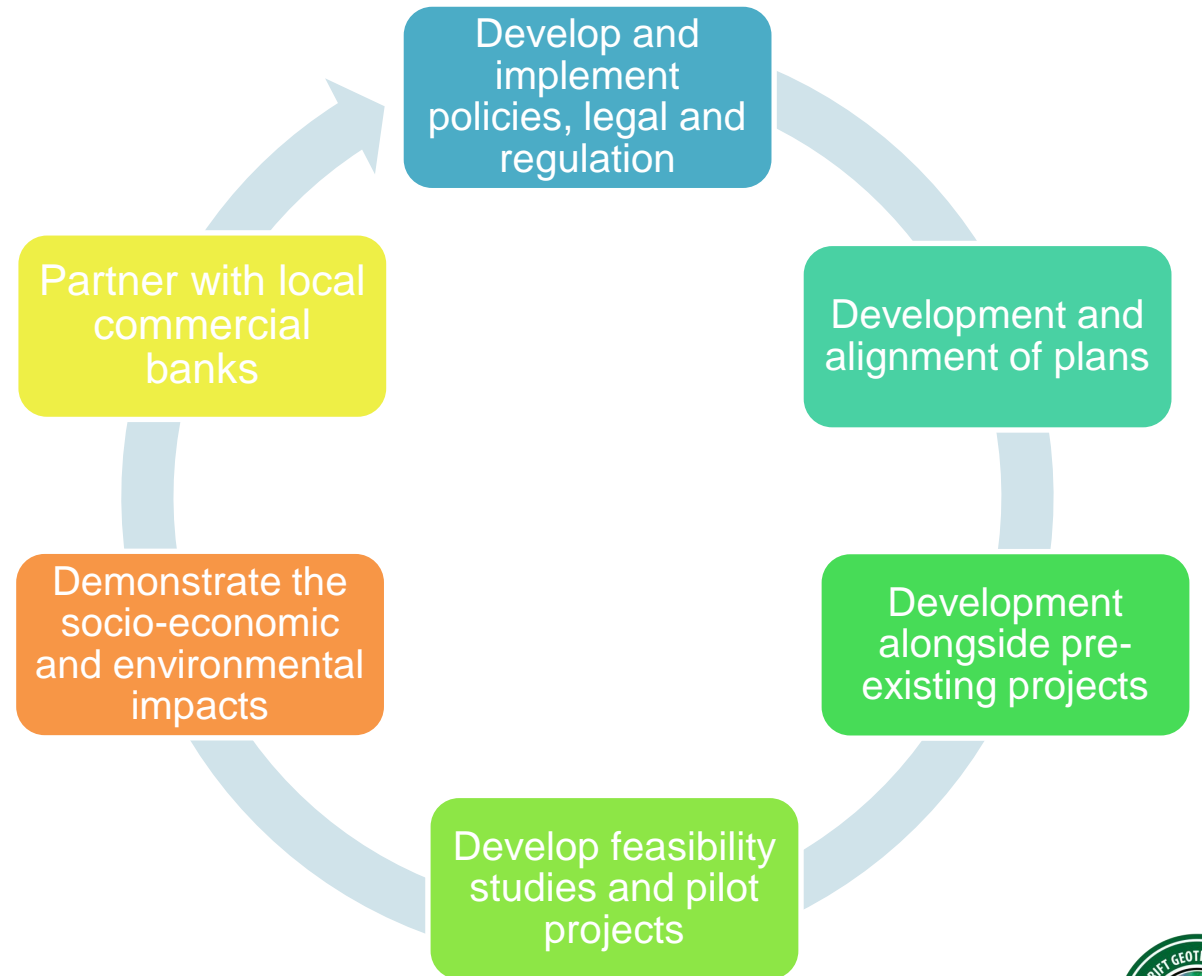 Develop and
implement
policies, legal and
regulation
Development and
alignment of plans
Development
alongside pre-
existing projects
Develop feasibility
studies and pilot
projects
Demonstrate the
socio-economic
and environmental
impacts
Partner with local
commercial
banks